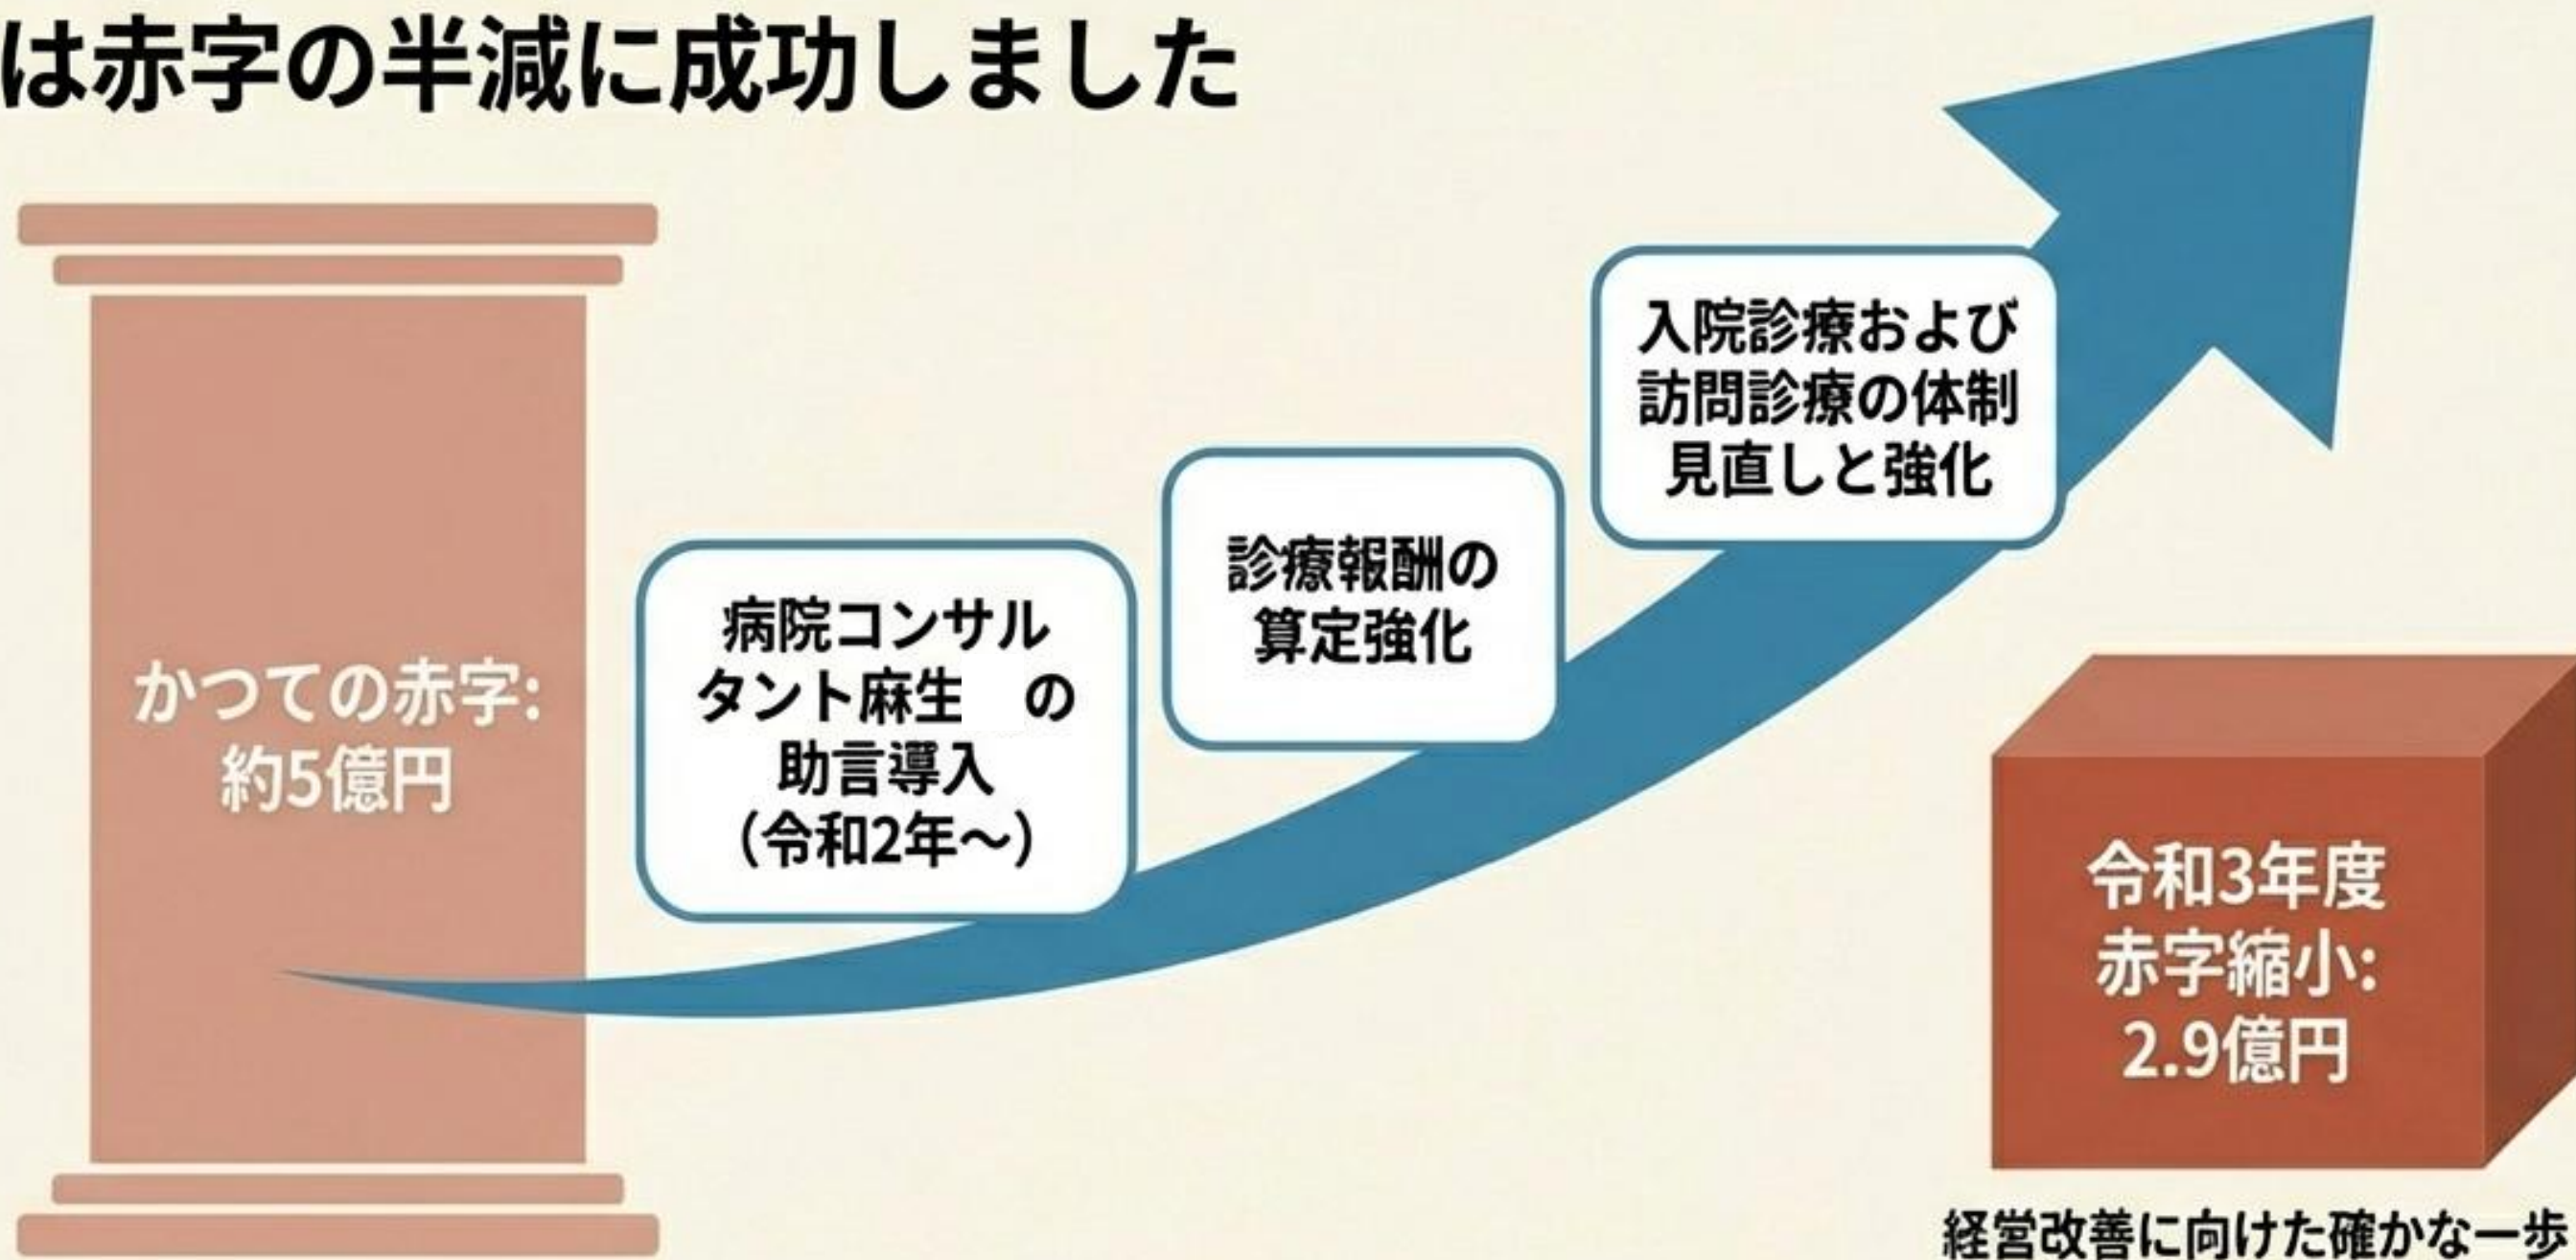 は赤字の半減に成功しました
かつての赤字:
約5億円
病院コンサル
タント麻生　の
助言導入
（令和2年～）
診療報酬の
算定強化
入院診療および
訪問診療の体制
見直しと強化
令和3年度
赤字縮小:
2.9億円
経営改善に向けた確かな一歩